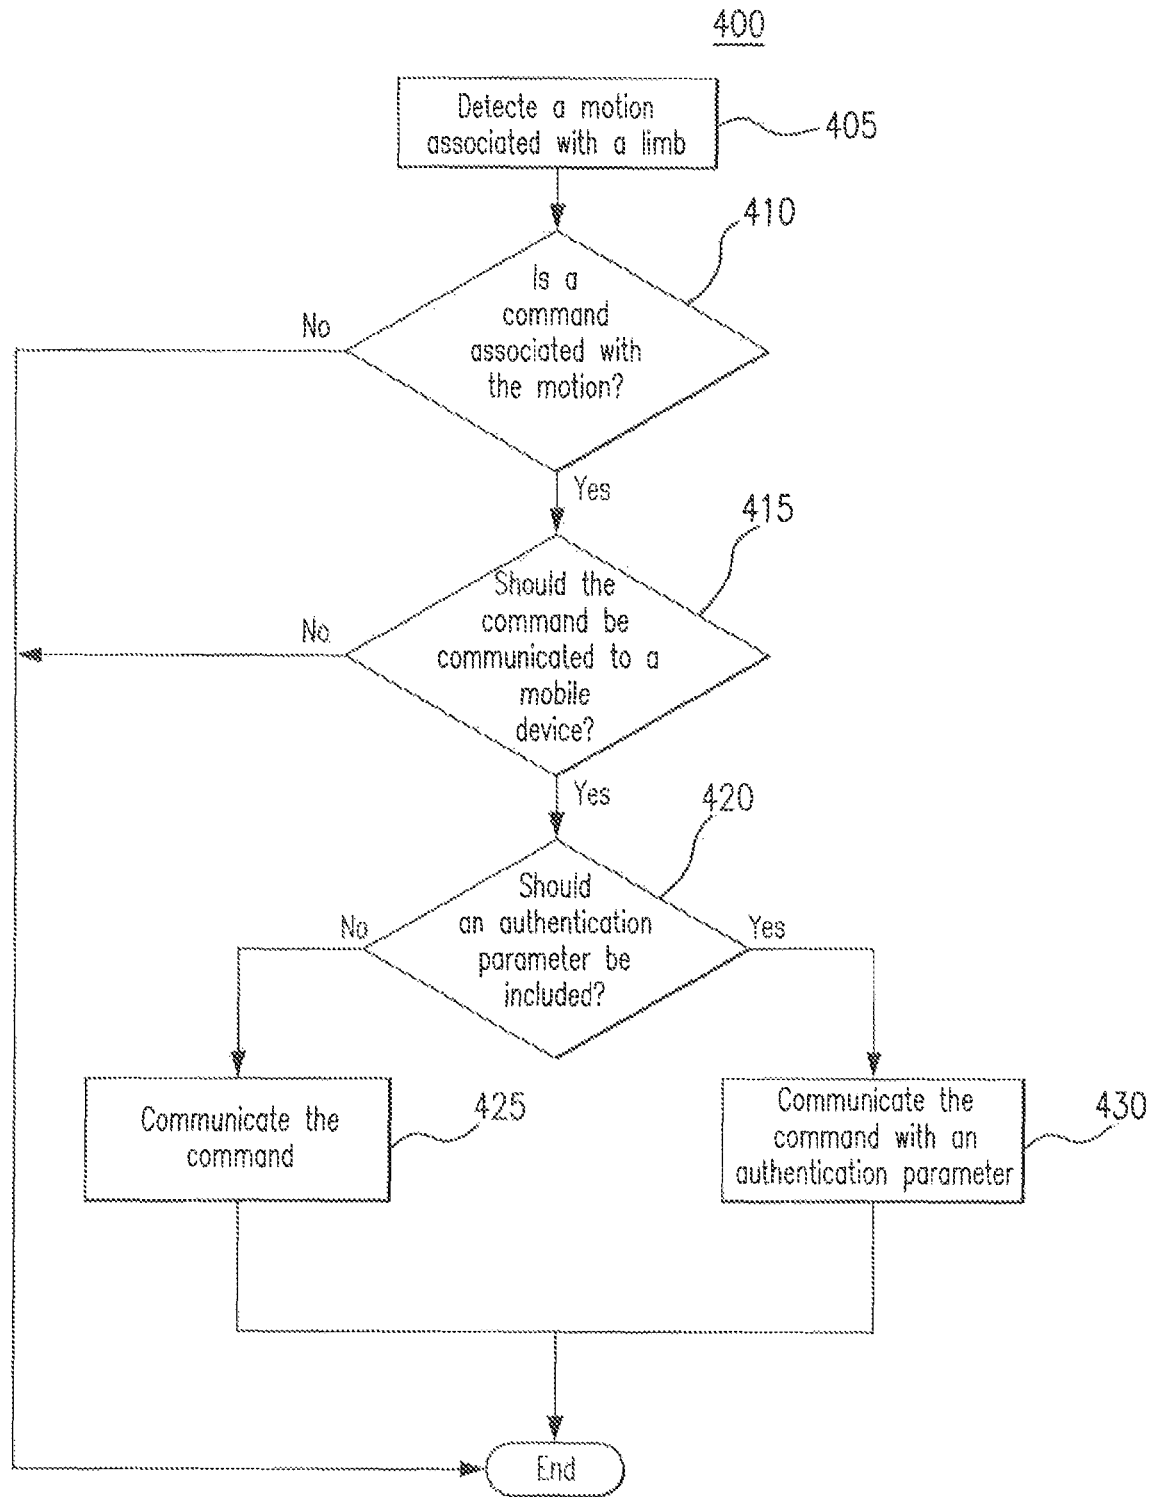 400
Detecte a motion
associated with a limb
405
410
Is a
command
associated with
the motion?
No
Yes
415
Should the
command be
communicated to a
mobile
device?
No
Yes
420
Should
an authentication
parameter be
included?
No
Yes
Communicate the
command
425
Communicate the
command with an
authentication parameter
430
End